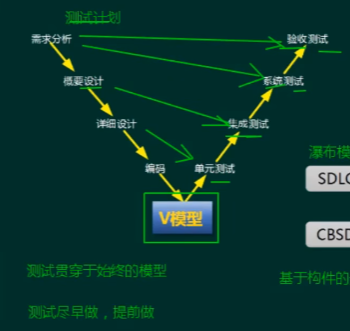 测试计划
需求分析 验收测试
概要设计 系统测试
详细设计 集成测试
编码 单元测试
瀑布模
SDLC
V模型
CBSD
测试贯穿于始终的模型
基于构件的
测试尽早做，提前做